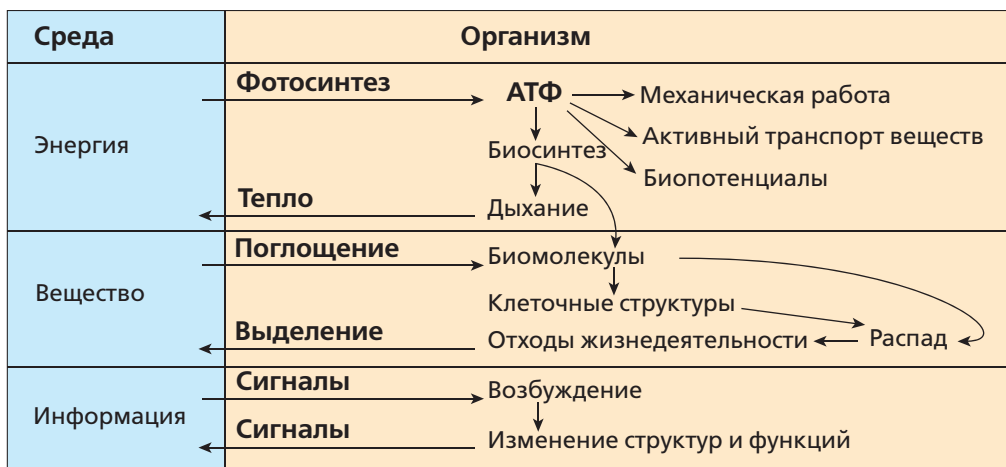 Среда
Организм
Фотосинтез
АТФ
Механическая работа
Энергия
Активный транспорт веществ
Биосинтез
Биопотенциалы
Тепло
Дыхание
Поглощение
Биомолекулы
Вещество
Клеточные структуры
Выделение
Отходы жизнедеятельности
Распад
Сигналы
Возбуждение
Информация
Сигналы
Изменение структур и функций